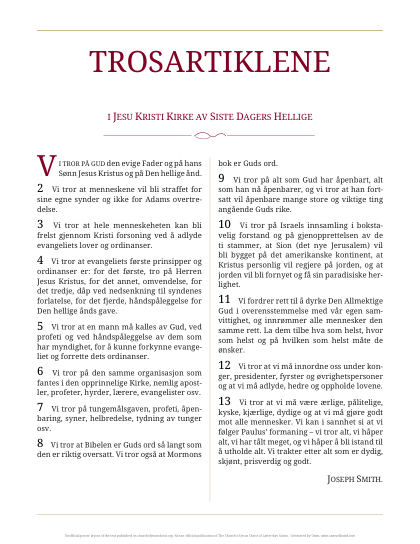 TROSARTIKLENE
I JESU KRISTI KIRKE AV SISTE DAGERS HELLIGE
VI TROR PÅ GUD den evige Fader og på hans
Sønn Jesus Kristus og på Den hellige ånd.
2 Vi tror at menneskene vil bli straffet for
sine egne synder og ikke for Adams overtre-
delse.
3 Vi tror at hele menneskeheten kan bli
frelst gjennom Kristi forsoning ved å adlyde
evangeliets lover og ordinanser.
4 Vi tror at evangeliets første prinsipper og
ordinanser er: for det første, tro på Herren
Jesus Kristus, for det annet, omvendelse, for
det tredje, dåp ved nedsenkning til syndenes
forlatelse, for det fjerde, håndspåleggelse for
Den hellige ånds gave.
5 Vi tror at en mann må kalles av Gud, ved
profeti og ved håndspåleggelse av dem som
har myndighet, for å kunne forkynne evange-
liet og forrette dets ordinanser.
6 Vi tror på den samme organisasjon som
fantes i den opprinnelige Kirke, nemlig apost-
ler, profeter, hyrder, lærere, evangelister osv.
7 Vi tror på tungemålsgaven, profeti, åpen-
baring, syner, helbredelse, tydning av tunger
osv.
8 Vi tror at Bibelen er Guds ord så langst som
den er riktig oversatt. Vi tror også at Mormons
bok er Guds ord.
9 Vi tror på alt som Gud har åpenbart, alt
som han nå åpenbarer, og vi tror at han fort-
satt vil åpenbare mange store og viktige ting
angående Guds rike.
10 Vi tror på Israels innsamling i boksta-
velig forstand og på gjenopprettelsen av de
ti stammer, at Sion (det nye Jerusalem) vil
bli bygget på det amerikanske kontinent, at
Kristus personlig vil regjere på jorden, og at
jorden vil bli fornyet og få sin paradisiske her-
lighet.
11 Vi fordrer rett til å dyrke Den Allmektige
Gud i overensstemmelse med vår egen sam-
vittighet, og innrømmer alle mennesker den
samme rett. La dem tilbe hva som helst, hvor
som helst og på hvilken som helst måte de
ønsker.
12 Vi tror at vi må innordne oss under kon-
ger, presidenter, fyrster og øvrighetspersoner
og at vi må adlyde, hedre og oppholde lovene.
13 Vi tror at vi må være ærlige, pålitelige,
kyske, kjærlige, dydige og at vi må gjøre godt
mot alle mennesker. Vi kan i sannhet si at vi
følger Paulus' formaning – vi tror alt, vi håper
alt, vi har tålt meget, og vi håper å bli istand til
å utholde alt. Vi trakter etter alt som er dydig,
skjønt, prisverdig og godt.
JOSEPH SMITH.